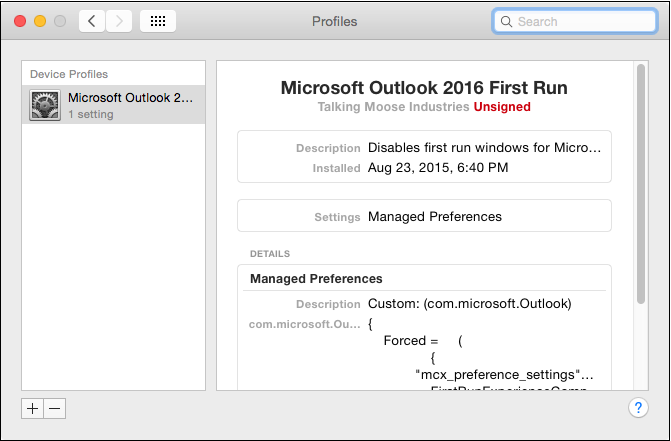 Profiles
Search
Device Profiles
Microsoft Outlook 2...
1 setting
Microsoft Outlook 2016 First Run
Talking Moose Industries Unsigned
Description Disables first run windows for Micro...
Installed Aug 23, 2015, 6:40 PM
Settings Managed Preferences
DETAILS
Managed Preferences
Description Custom: (com.microsoft.Outlook)
com.microsoft.Ou... {
Forced = (
{
"mcx_preference_settings"...
FirstRunExperienceComp
+ −
?